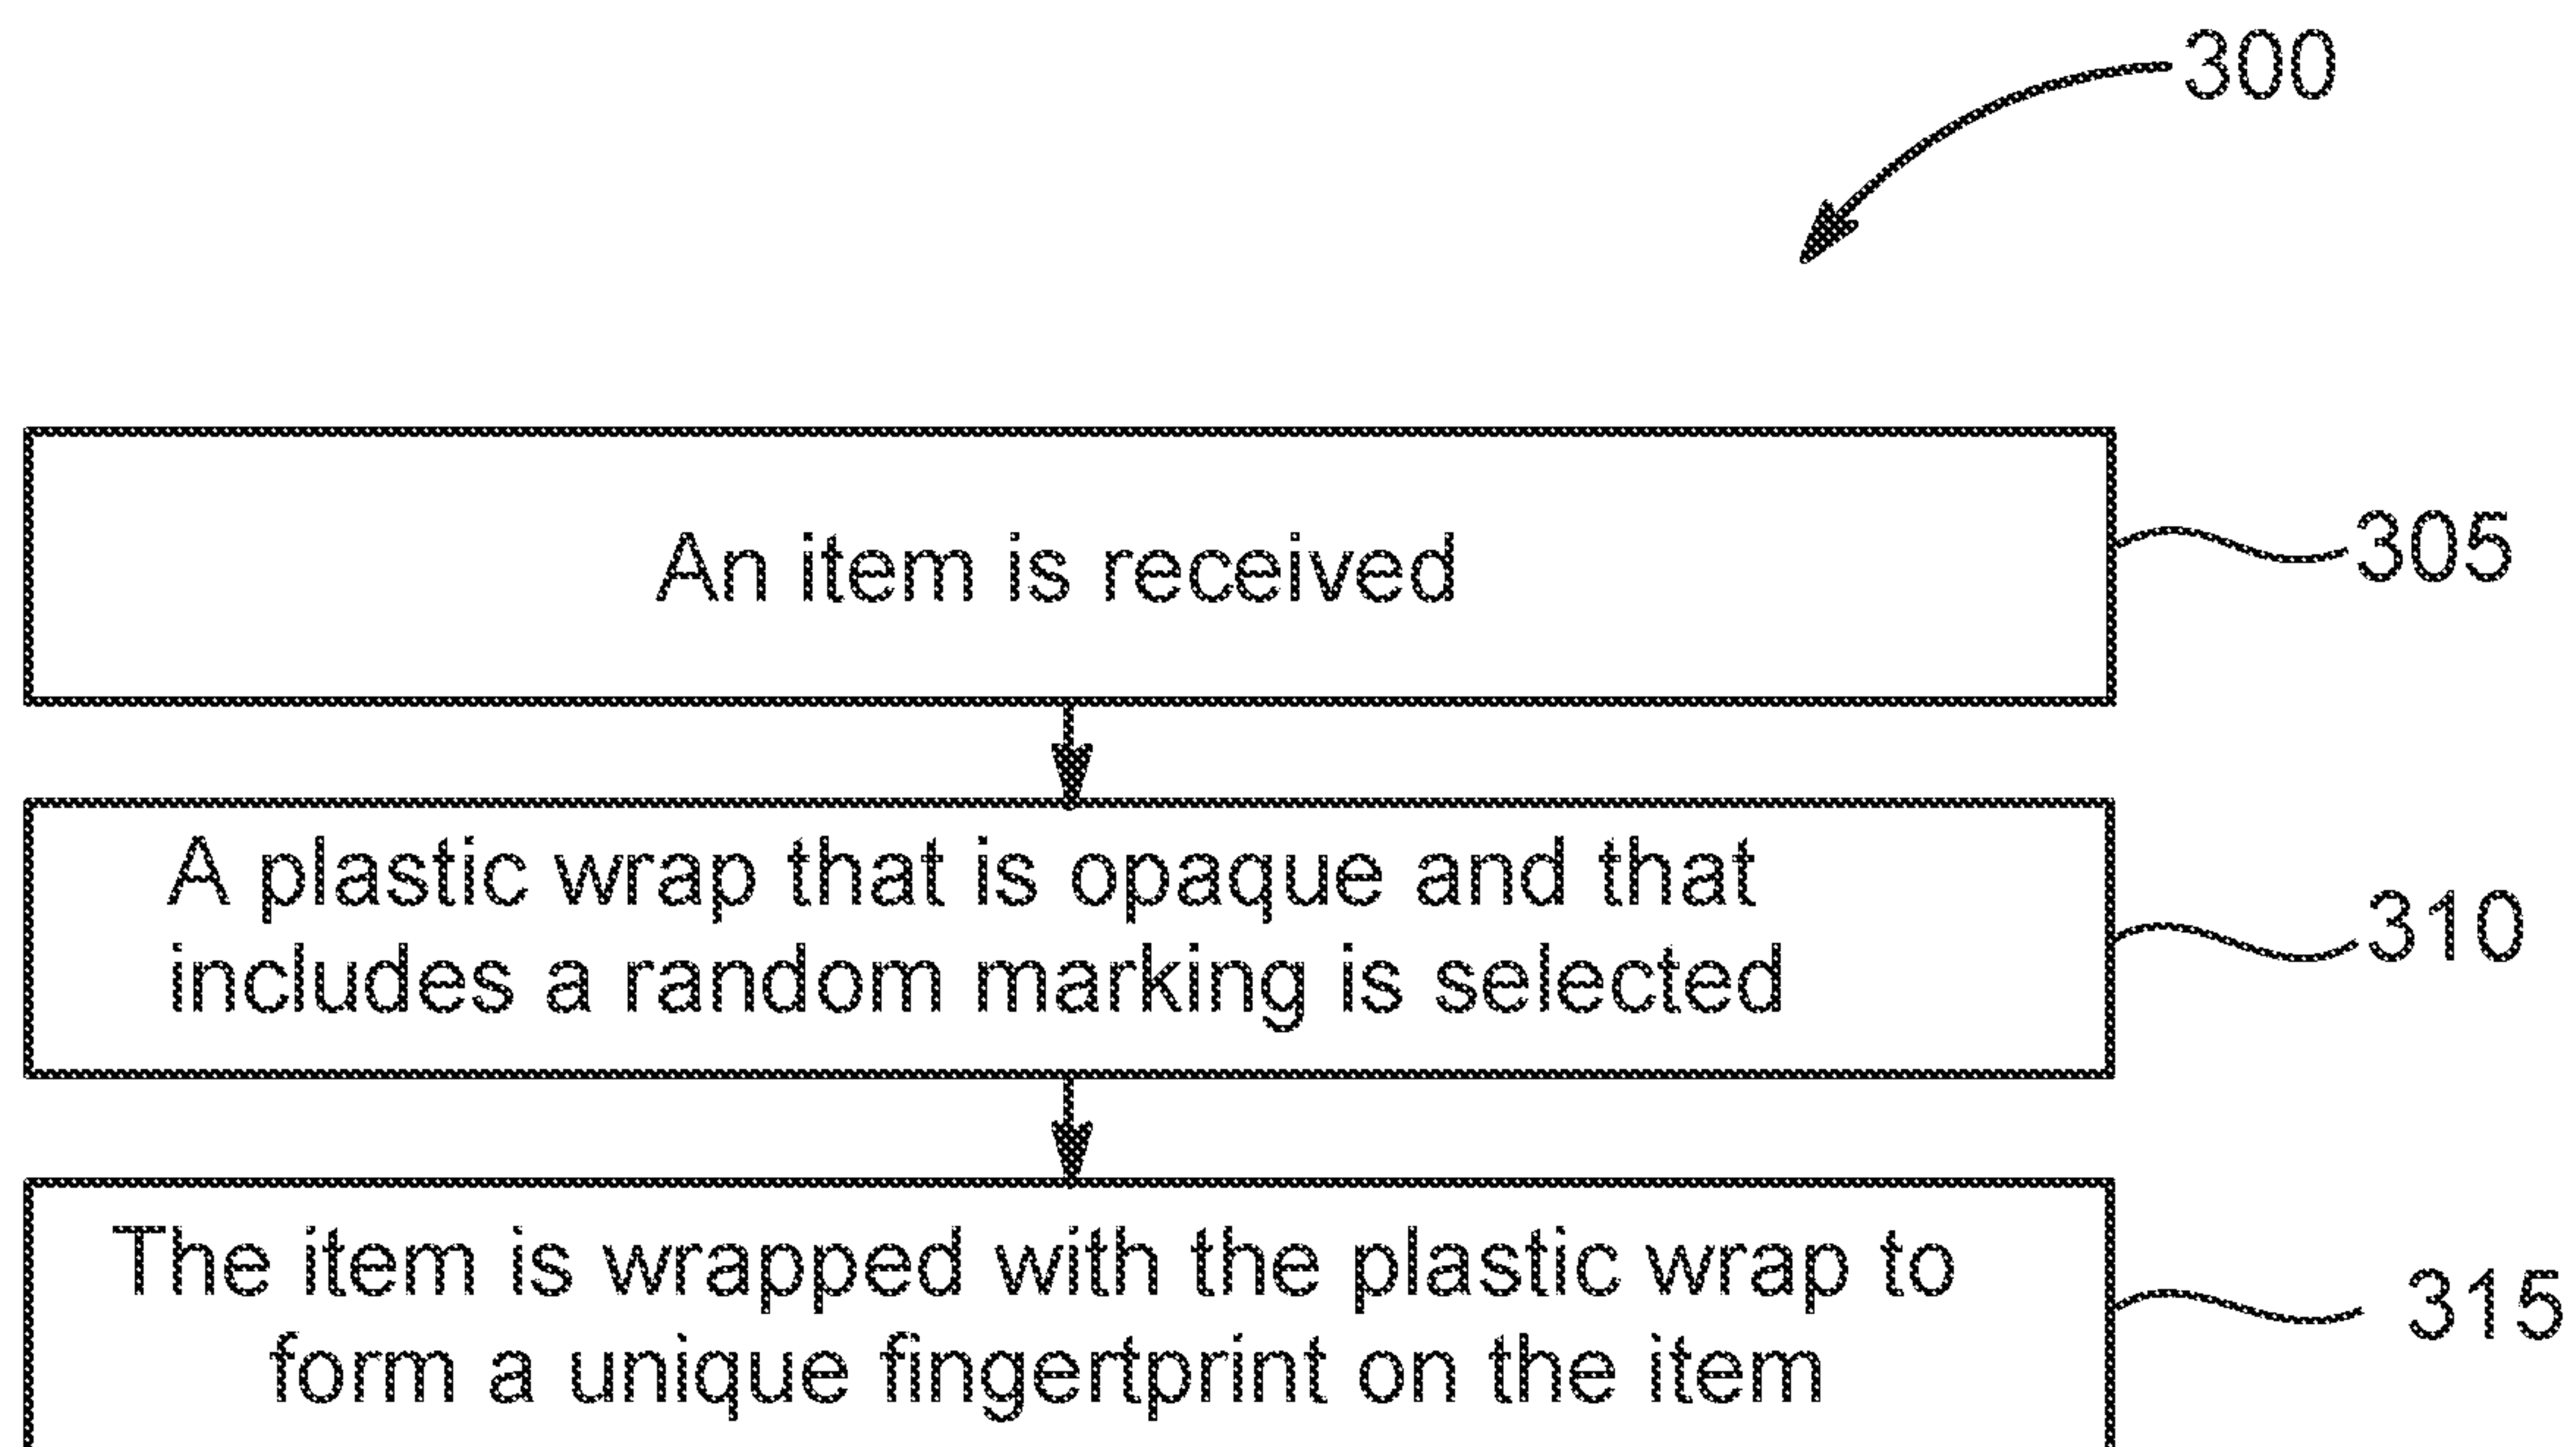 300
An item is received
305
A plastic wrap that is opaque and that
includes a random marking is selected
310
The item is wrapped with the plastic wrap to
form a unique fingertprint on the item
315